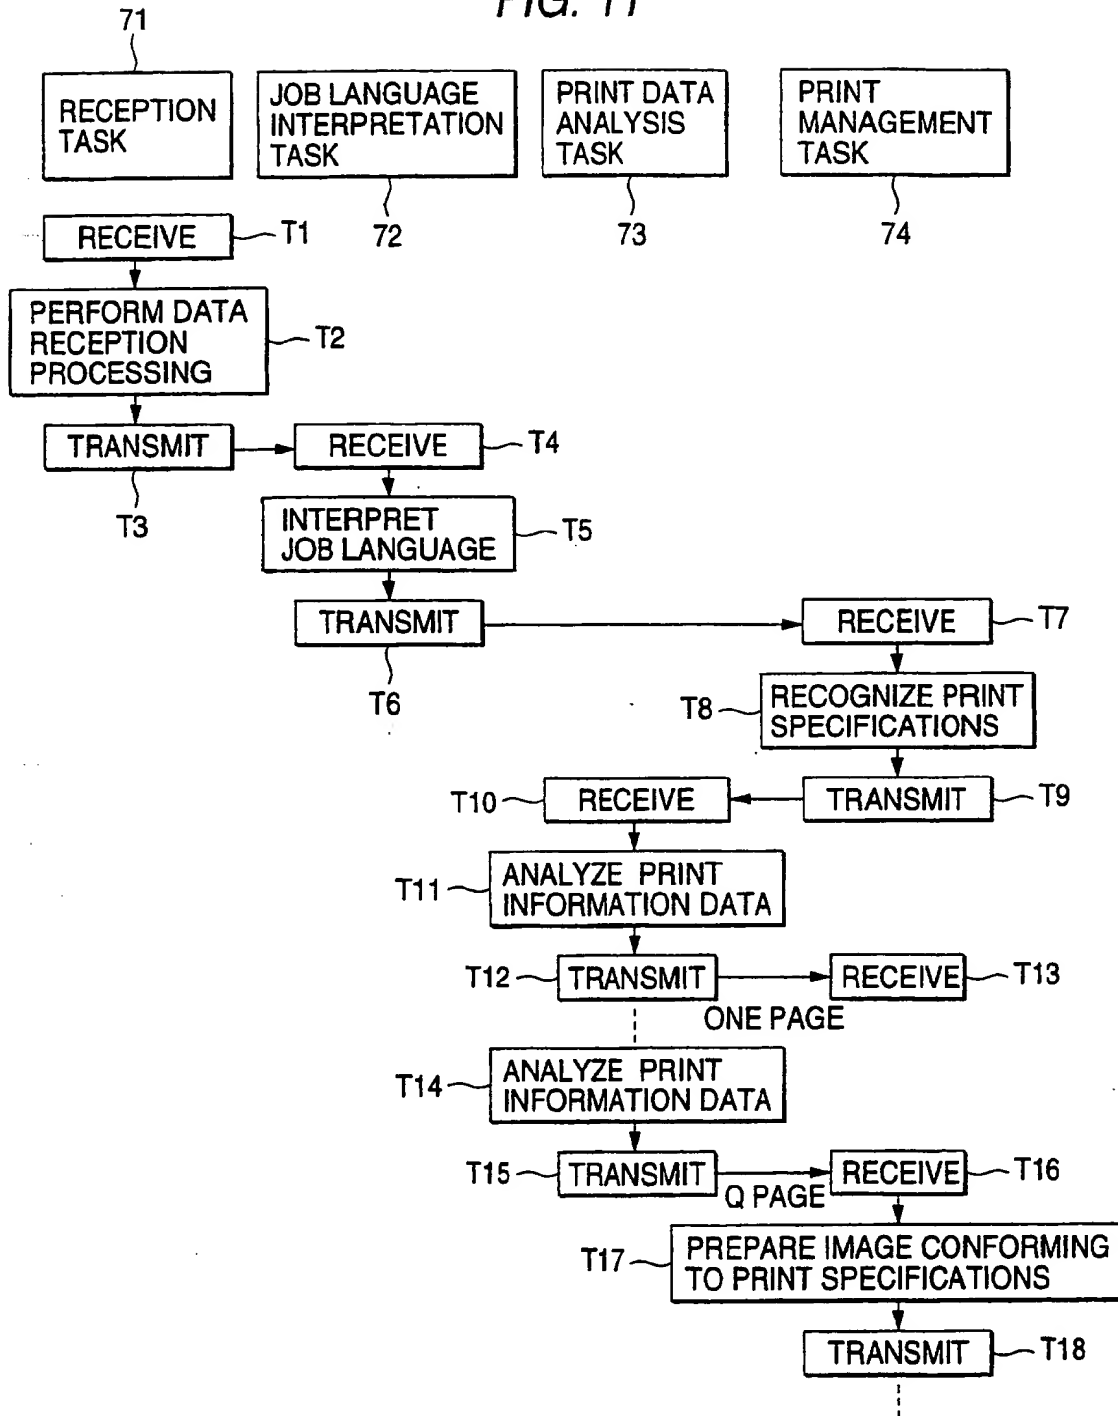 FIG. 11
71
RECEPTION
TASK
JOB LANGUAGE
INTERPRETATION
TASK
PRINT DATA
ANALYSIS
TASK
PRINT
MANAGEMENT
TASK
72
73
74
RECEIVE
T1
PERFORM DATA
RECEPTION
PROCESSING
T2
TRANSMIT
T3
RECEIVE
T4
INTERPRET
JOB LANGUAGE
T5
TRANSMIT
T6
RECEIVE
T7
T8
RECOGNIZE PRINT
SPECIFICATIONS
T10
RECEIVE
TRANSMIT
T9
T11
ANALYZE PRINT
INFORMATION DATA
T12
TRANSMIT
RECEIVE
T13
ONE PAGE
T14
ANALYZE PRINT
INFORMATION DATA
T15
TRANSMIT
RECEIVE
T16
Q PAGE
T17
PREPARE IMAGE CONFORMING
TO PRINT SPECIFICATIONS
TRANSMIT
T18